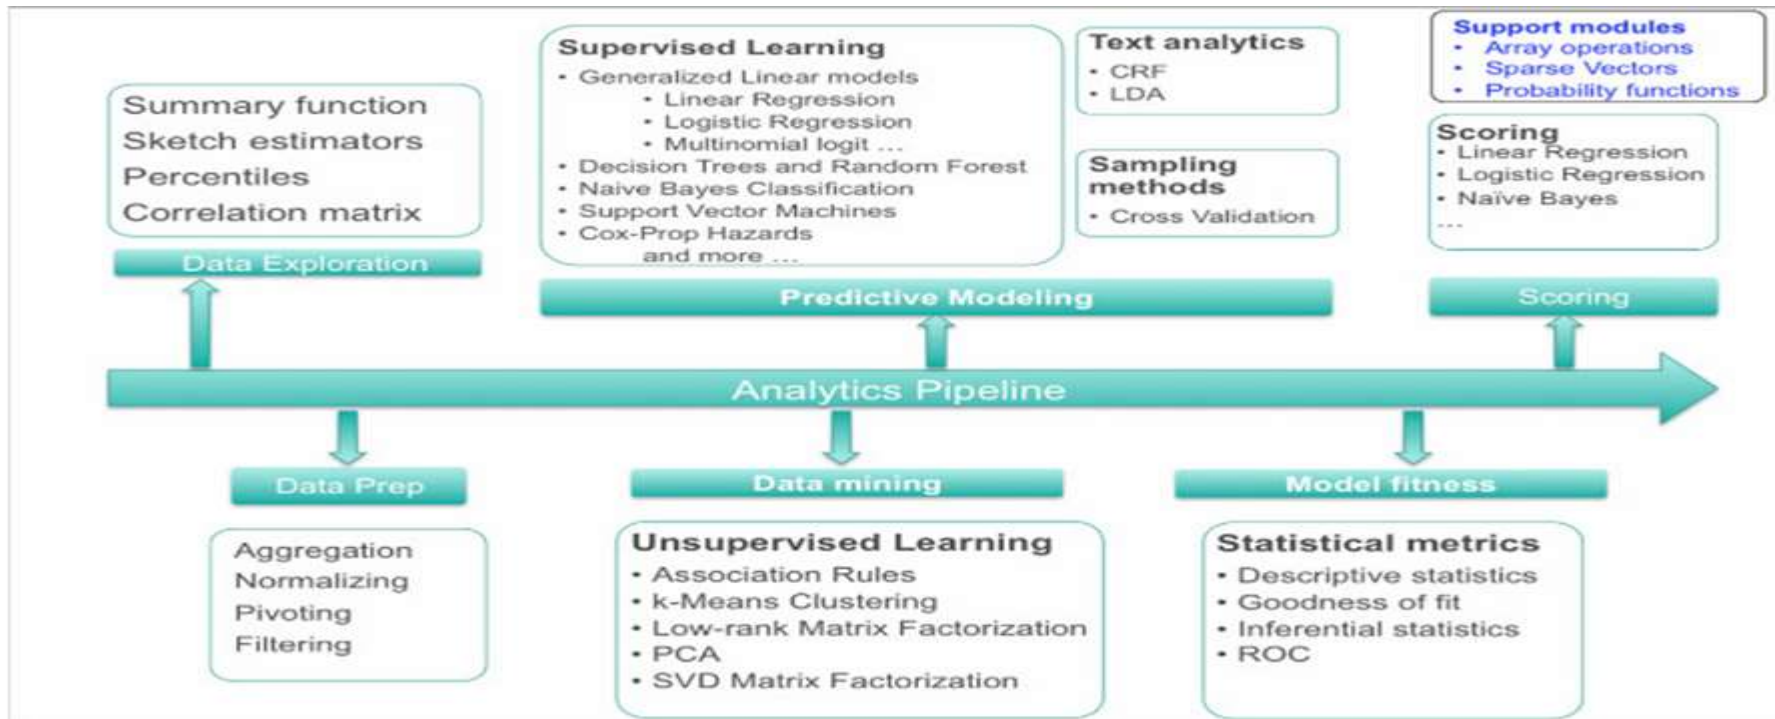 Summary function
Sketch estimators
Percentiles
Correlation matrix
Data Exploration
Supervised Learning
• Generalized Linear models
• Linear Regression
• Logistic Regression
• Multinomial logit ...
• Decision Trees and Random Forest
• Naive Bayes Classification
• Support Vector Machines
• Cox-Prop Hazards
and more ...
Text analytics
• CRF
• LDA
Sampling
methods
• Cross Validation
Predictive Modeling
Support modules
• Array operations
• Sparse Vectors
• Probability functions
Scoring
• Linear Regression
• Logistic Regression
• Naïve Bayes
...
Scoring
Analytics Pipeline
Data Prep
Aggregation
Normalizing
Pivoting
Filtering
Data mining
Unsupervised Learning
• Association Rules
• k-Means Clustering
• Low-rank Matrix Factorization
• PCA
• SVD Matrix Factorization
Model fitness
Statistical metrics
• Descriptive statistics
• Goodness of fit
• Inferential statistics
• ROC